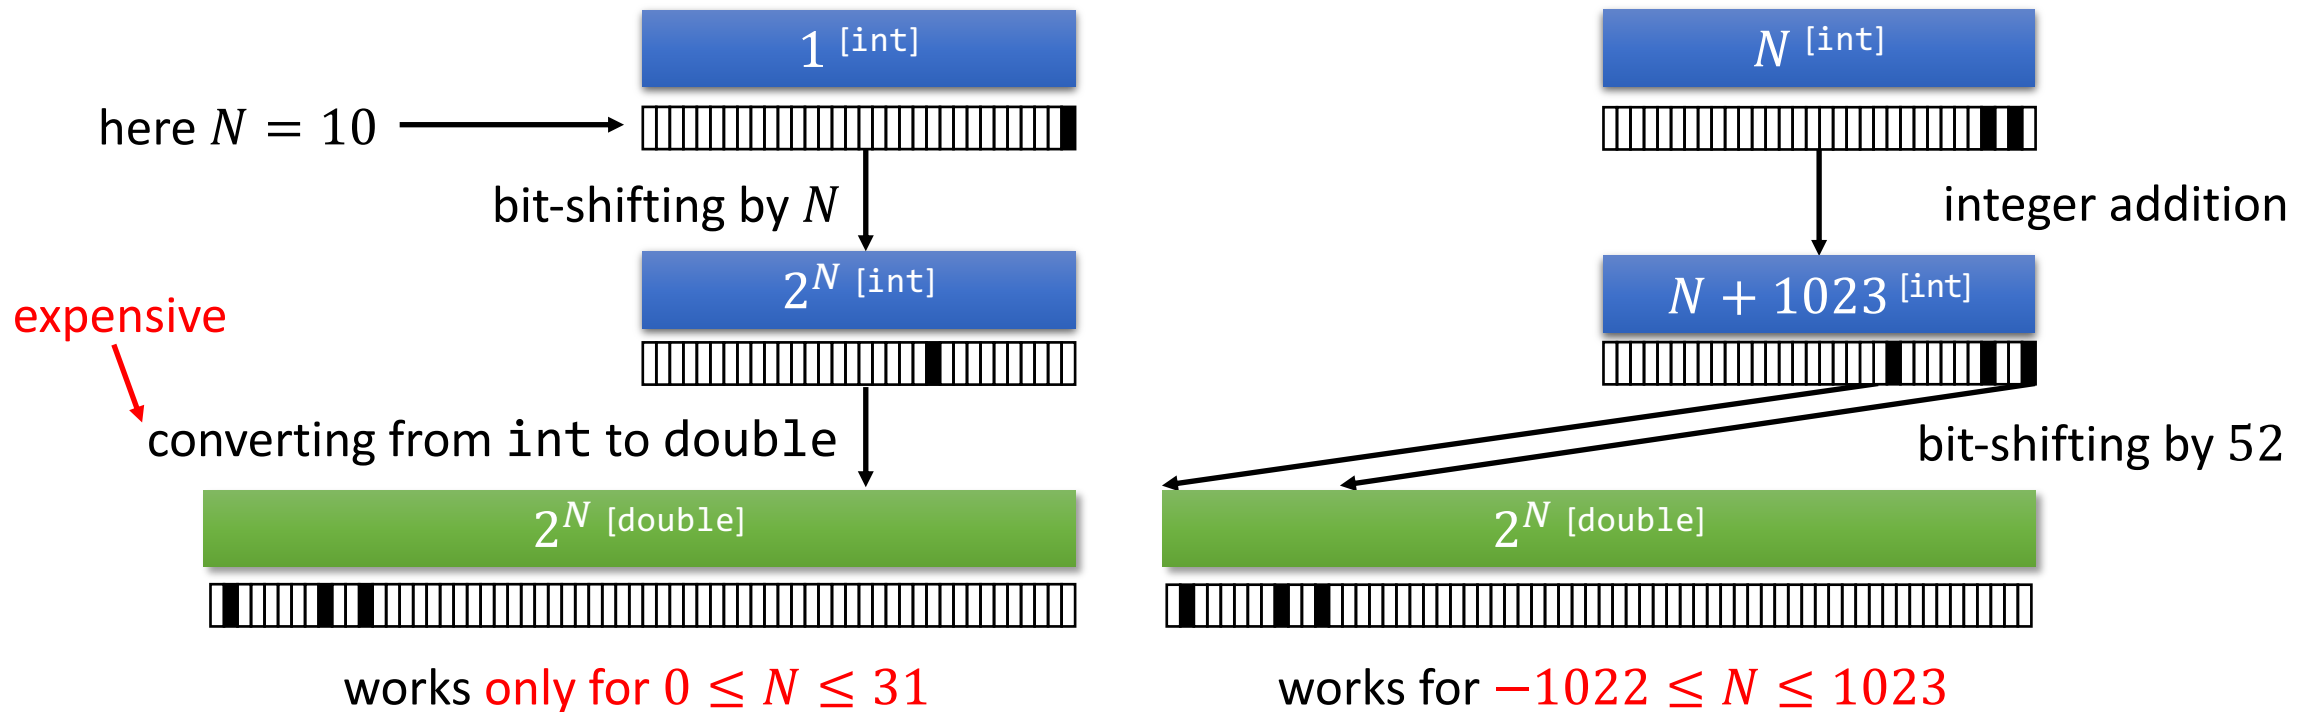 1 [int]
here N = 10
bit-shifting by N
2^N [int]
expensive
converting from int to double
2^N [double]
works only for 0 ≤ N ≤ 31
N [int]
integer addition
N + 1023 [int]
bit-shifting by 52
2^N [double]
works for −1022 ≤ N ≤ 1023